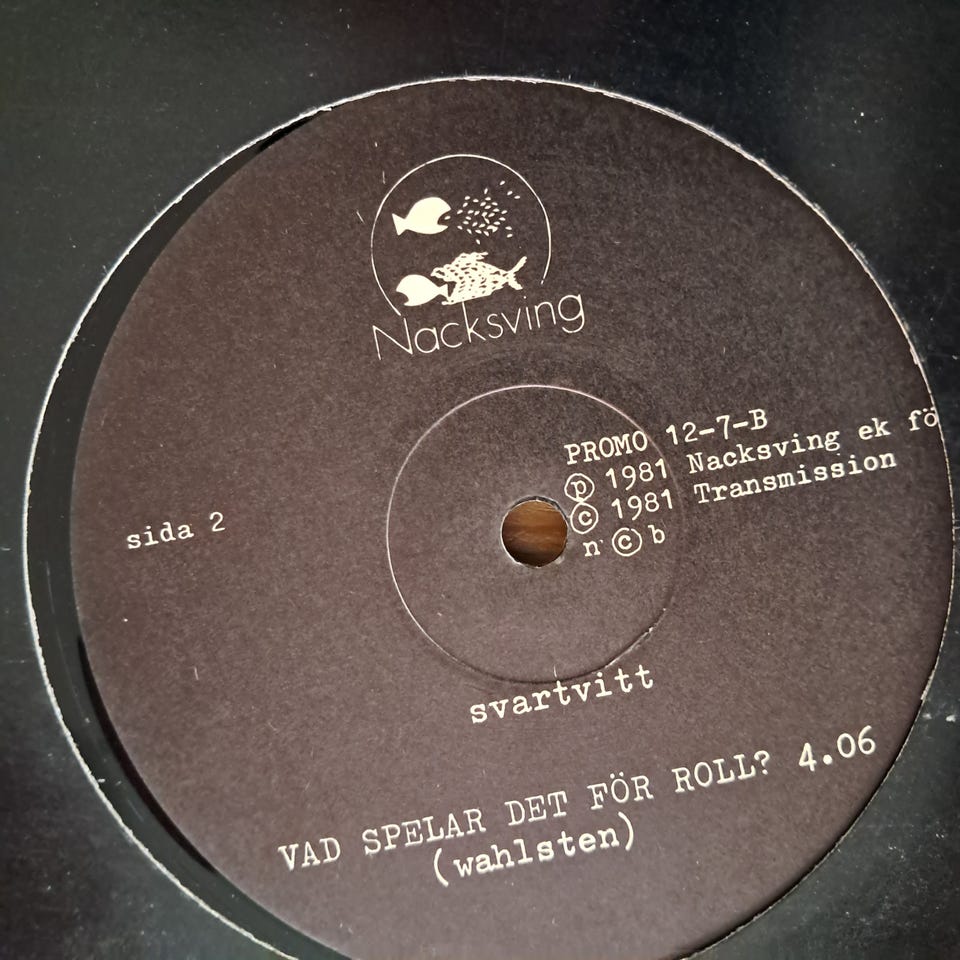 Nacksving
PROMO 12-7-B
ⓟ 1981 Nacksving ek fö
ⓒ 1981 Transmission
n ⓒ b
sida 2
svartvitt
VAD SPELAR DET FÖR ROLL? 4.06
(wahlsten)